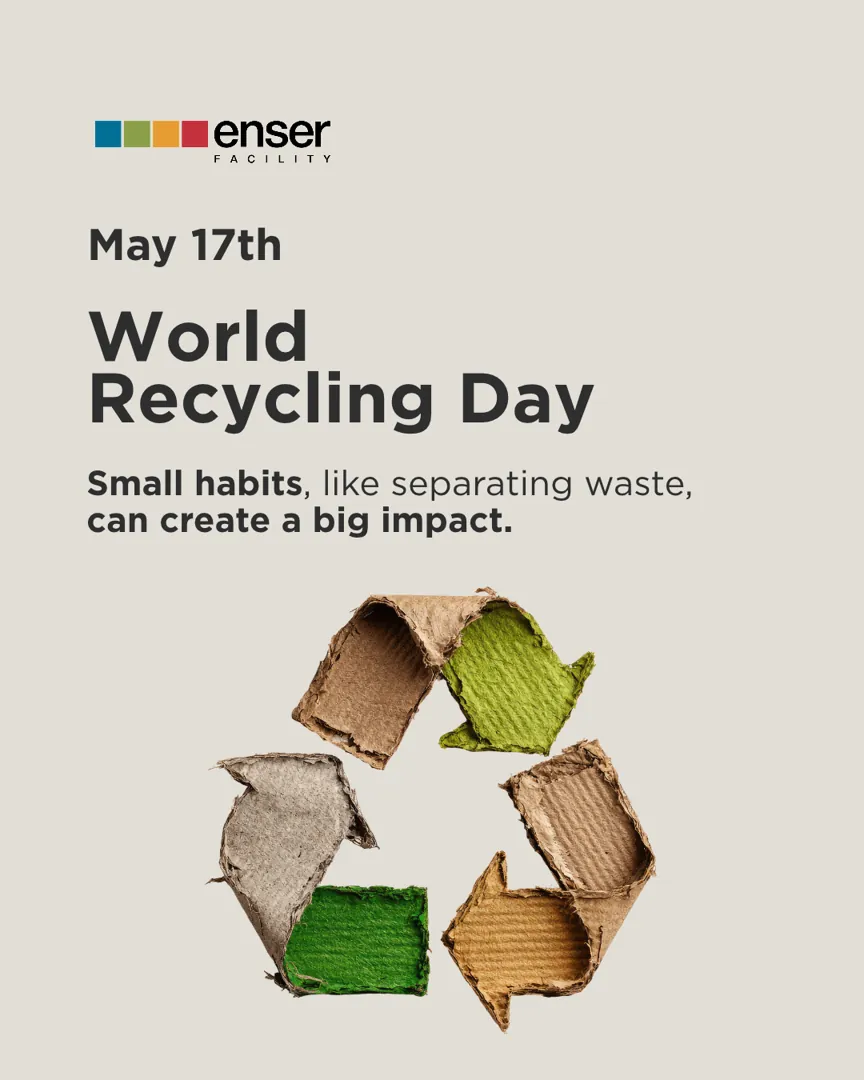 enser
FACILITY
May 17th
World
Recycling Day
Small habits, like separating waste,
can create a big impact.